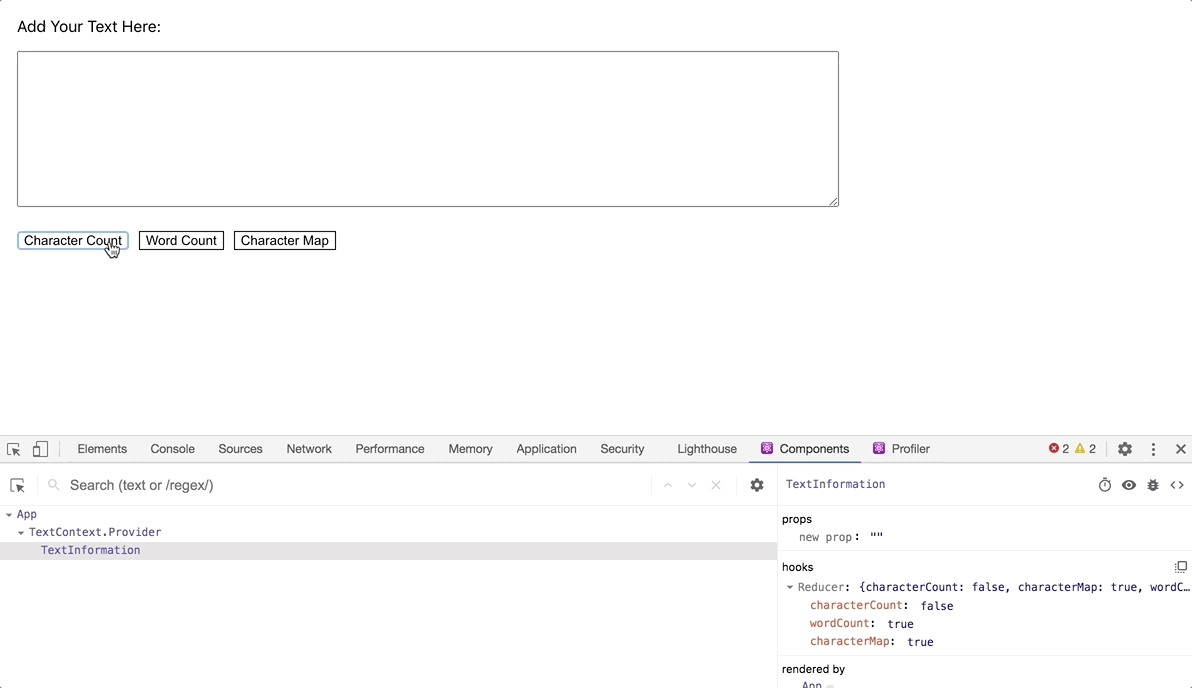 Add Your Text Here:
Character Count Word Count Character Map
Elements Console Sources Network Performance Memory Application Security Lighthouse Components Profiler 2 2
Search (text or /regex/)
TextInformation
App
TextContext.Provider
TextInformation
props
new prop: ""
hooks
Reducer: {characterCount: false, characterMap: true, wordC…
characterCount: false
wordCount: true
characterMap: true
rendered by
App